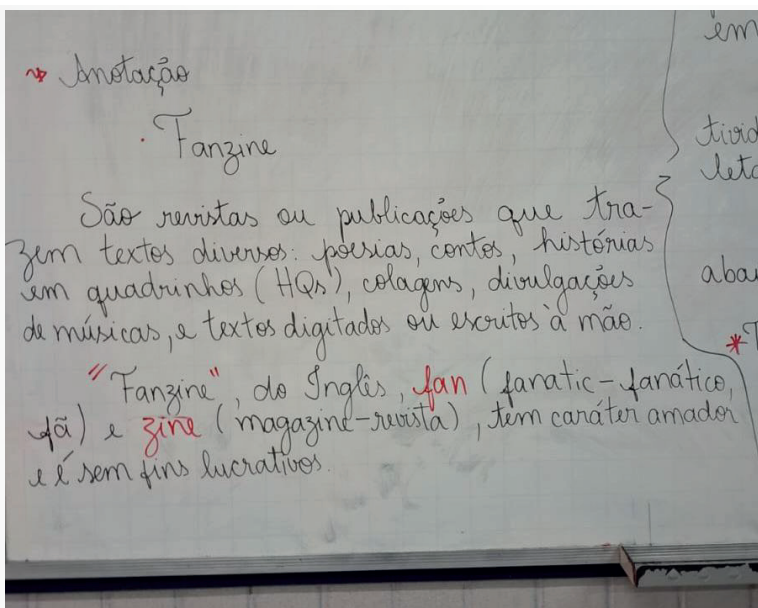 Anotação
· Fanzine
São revistas ou publicações que tra-
zem textos diversos: poesias, contos, histórias
em quadrinhos (HQs), colagens, divulgações
de músicas, e textos digitados ou escritos à mão.
"Fanzine", do Inglês, fan (fanatic-fanático,
fã) e zine (magazine-revista), tem caráter amador
e é sem fins lucrativos.
em